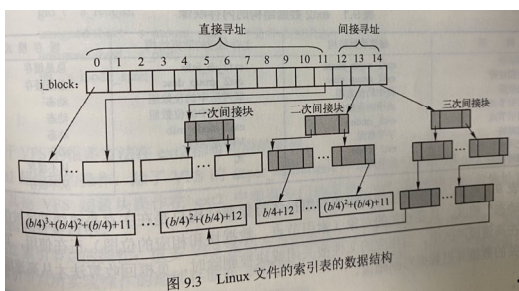 直接寻址 间接寻址
0 1 2 3 4 5 6 7 8 9 10 11 12 13 14
i_block:
一次间接块 二次间接块 三次间接块
... ... ... ...
(b/4)³+(b/4)²+(b/4)+11 ... (b/4)²+(b/4)+12 b/4+12 ... (b/4)²+(b/4)+11
图 9.3 Linux 文件的索引表的数据结构